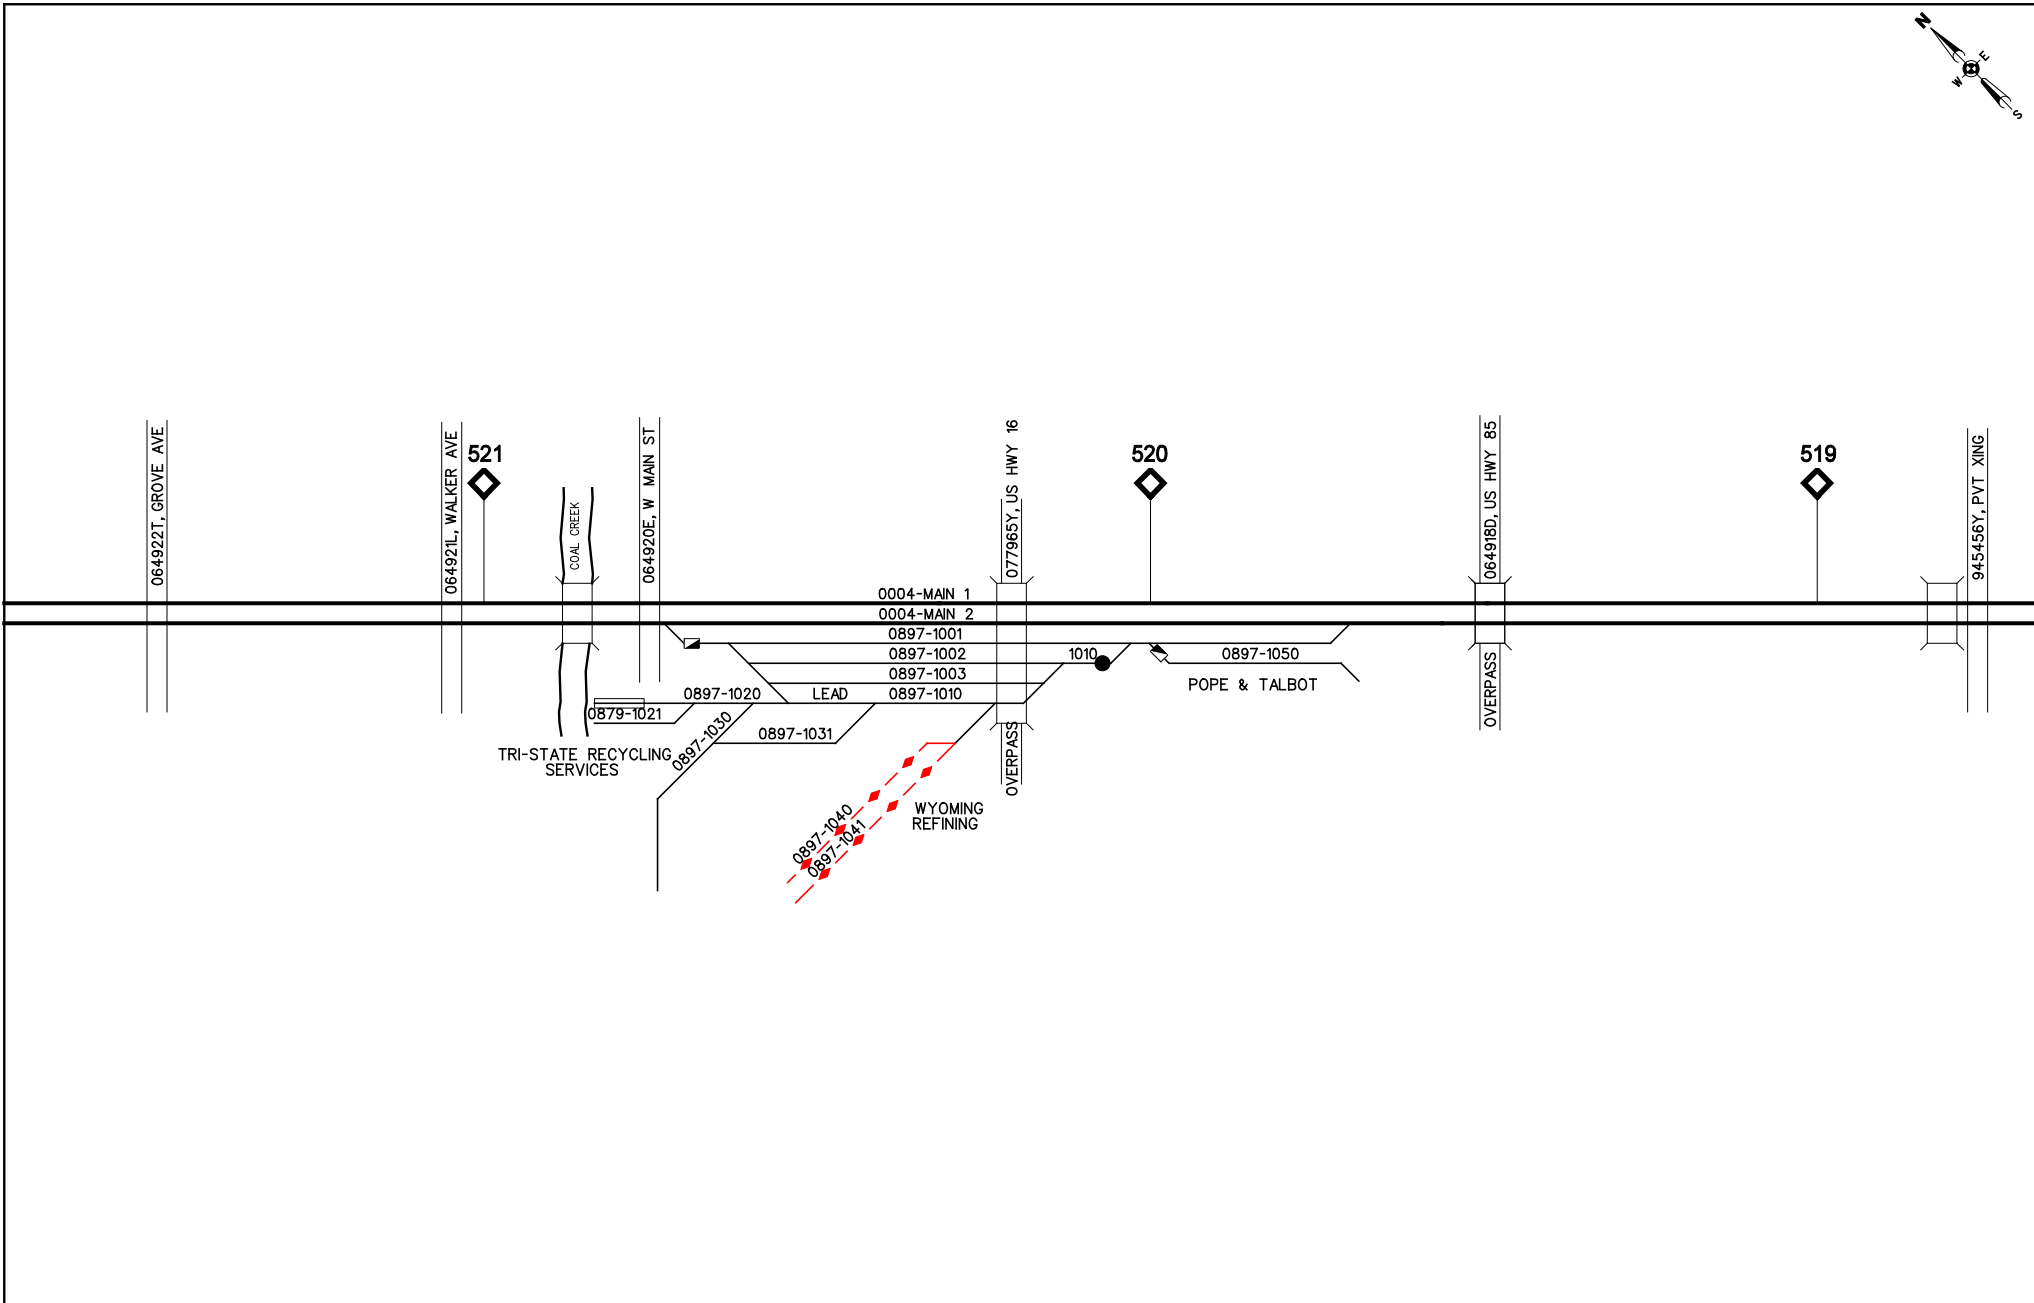 N
E
W
S
064922T, GROVE AVE
064921L, WALKER AVE
521
COAL CREEK
064920E, W MAIN ST
077965Y, US HWY 16
520
064918D, US HWY 85
519
945456Y, PVT XING
0004-MAIN 1
0004-MAIN 2
0897-1001
0897-1002
1010
0897-1050
0897-1003
POPE & TALBOT
0897-1020
LEAD
0897-1010
0879-1021
0897-1030
0897-1031
OVERPASS
OVERPASS
TRI-STATE RECYCLING
SERVICES
0897-1040
0897-1041
WYOMING
REFINING